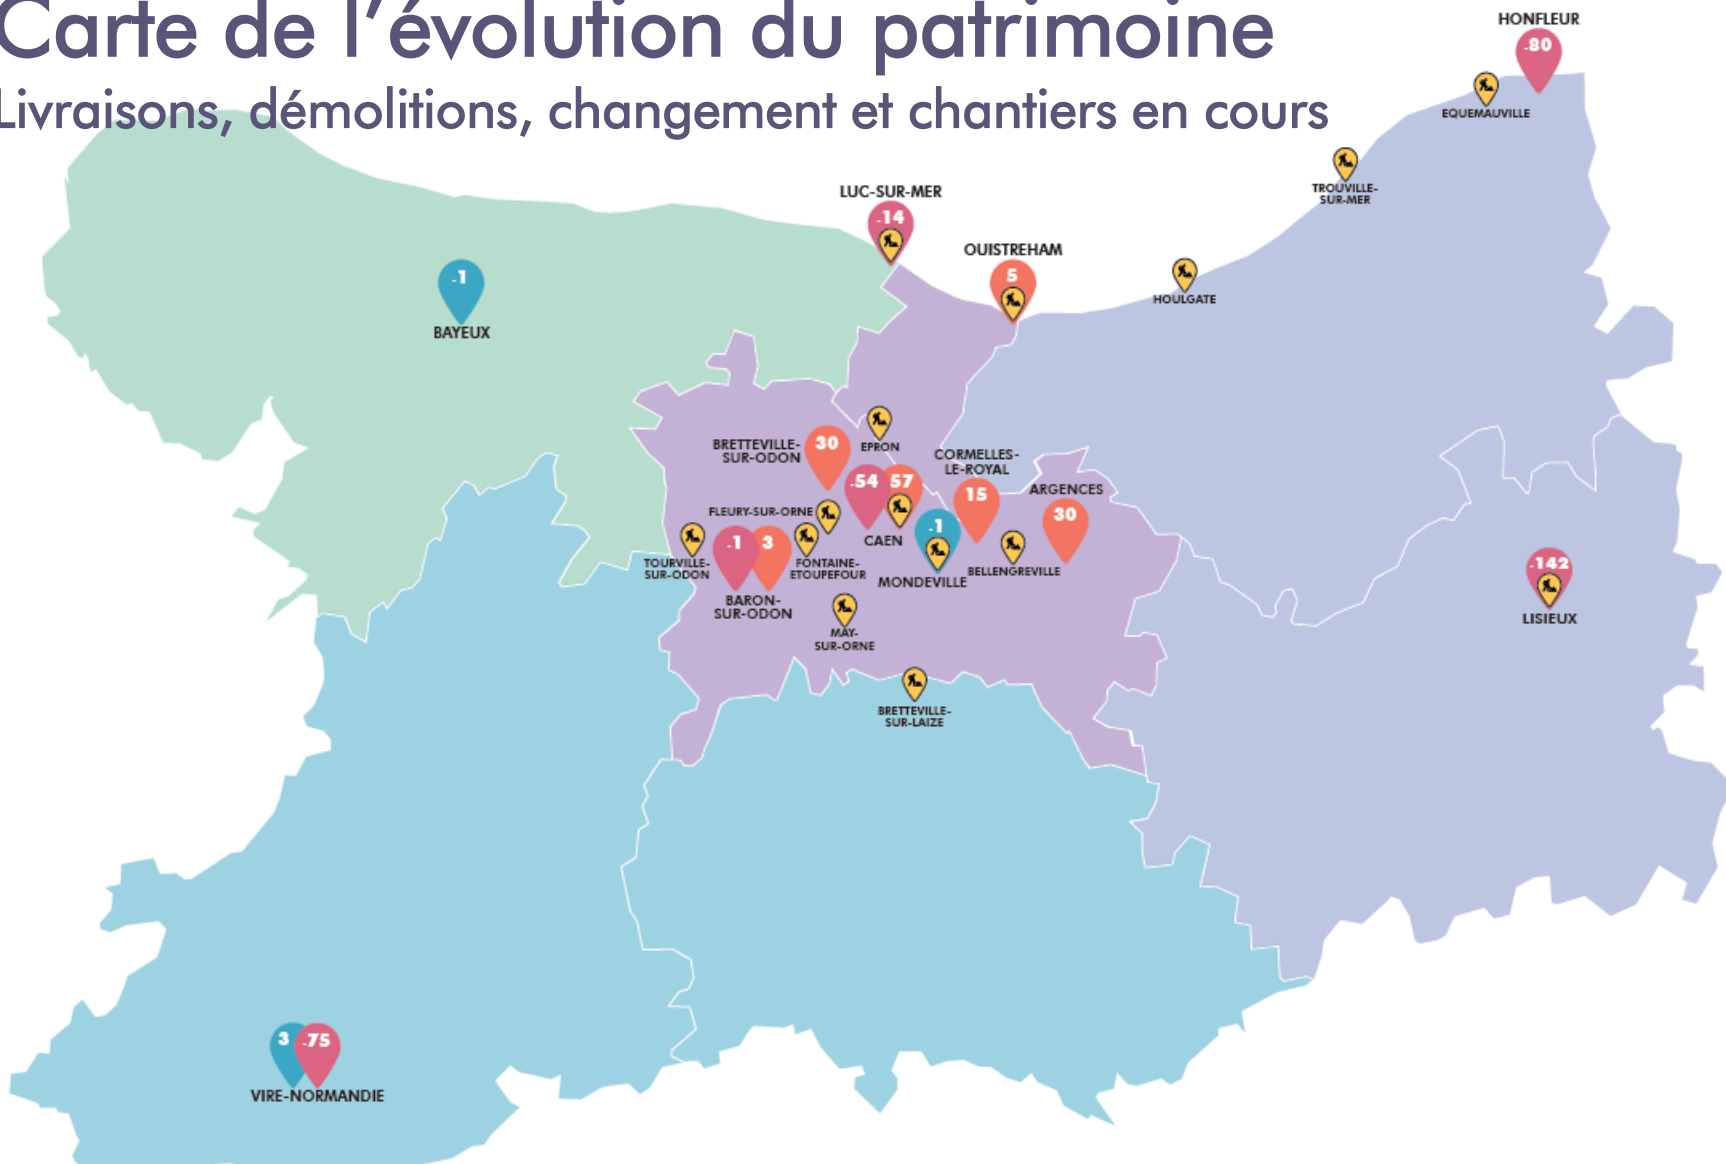 Carte de l'évolution du patrimoine
Livraisons, démolitions, changement et chantiers en cours
HONFLEUR
-80
EQUEMAUVILLE
TROUVILLE-
SUR-MER
LUC-SUR-MER
-14
OUISTREHAM
5
HOULGATE
-1
BAYEUX
BRETTEVILLE-
SUR-ODON
30
EPRON
CORMELLES-
LE-ROYAL
15
-54
57
CAEN
ARGENCES
30
FLEURY-SUR-ORNE
TOURVILLE-
SUR-ODON
-1
3
BARON-
SUR-ODON
FONTAINE-
ETOUPEFOUR
-1
MONDEVILLE
BELLENGREVILLE
-142
LISIEUX
MAY-
SUR-ORNE
BRETTEVILLE-
SUR-LAIZE
3
-75
VIRE-NORMANDIE